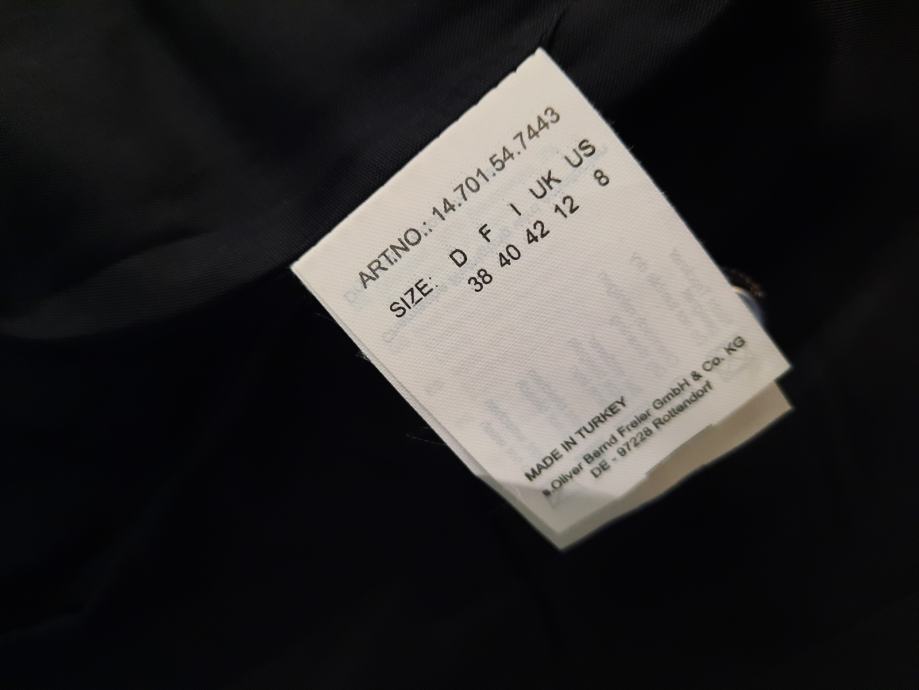 ART.NO.: 14.701.54.7443
SIZE: D F I UK US
38 40 42 12 8
MADE IN TURKEY
s.Oliver Bernd Freier GmbH & Co. KG
DE - 97228 Rottendorf